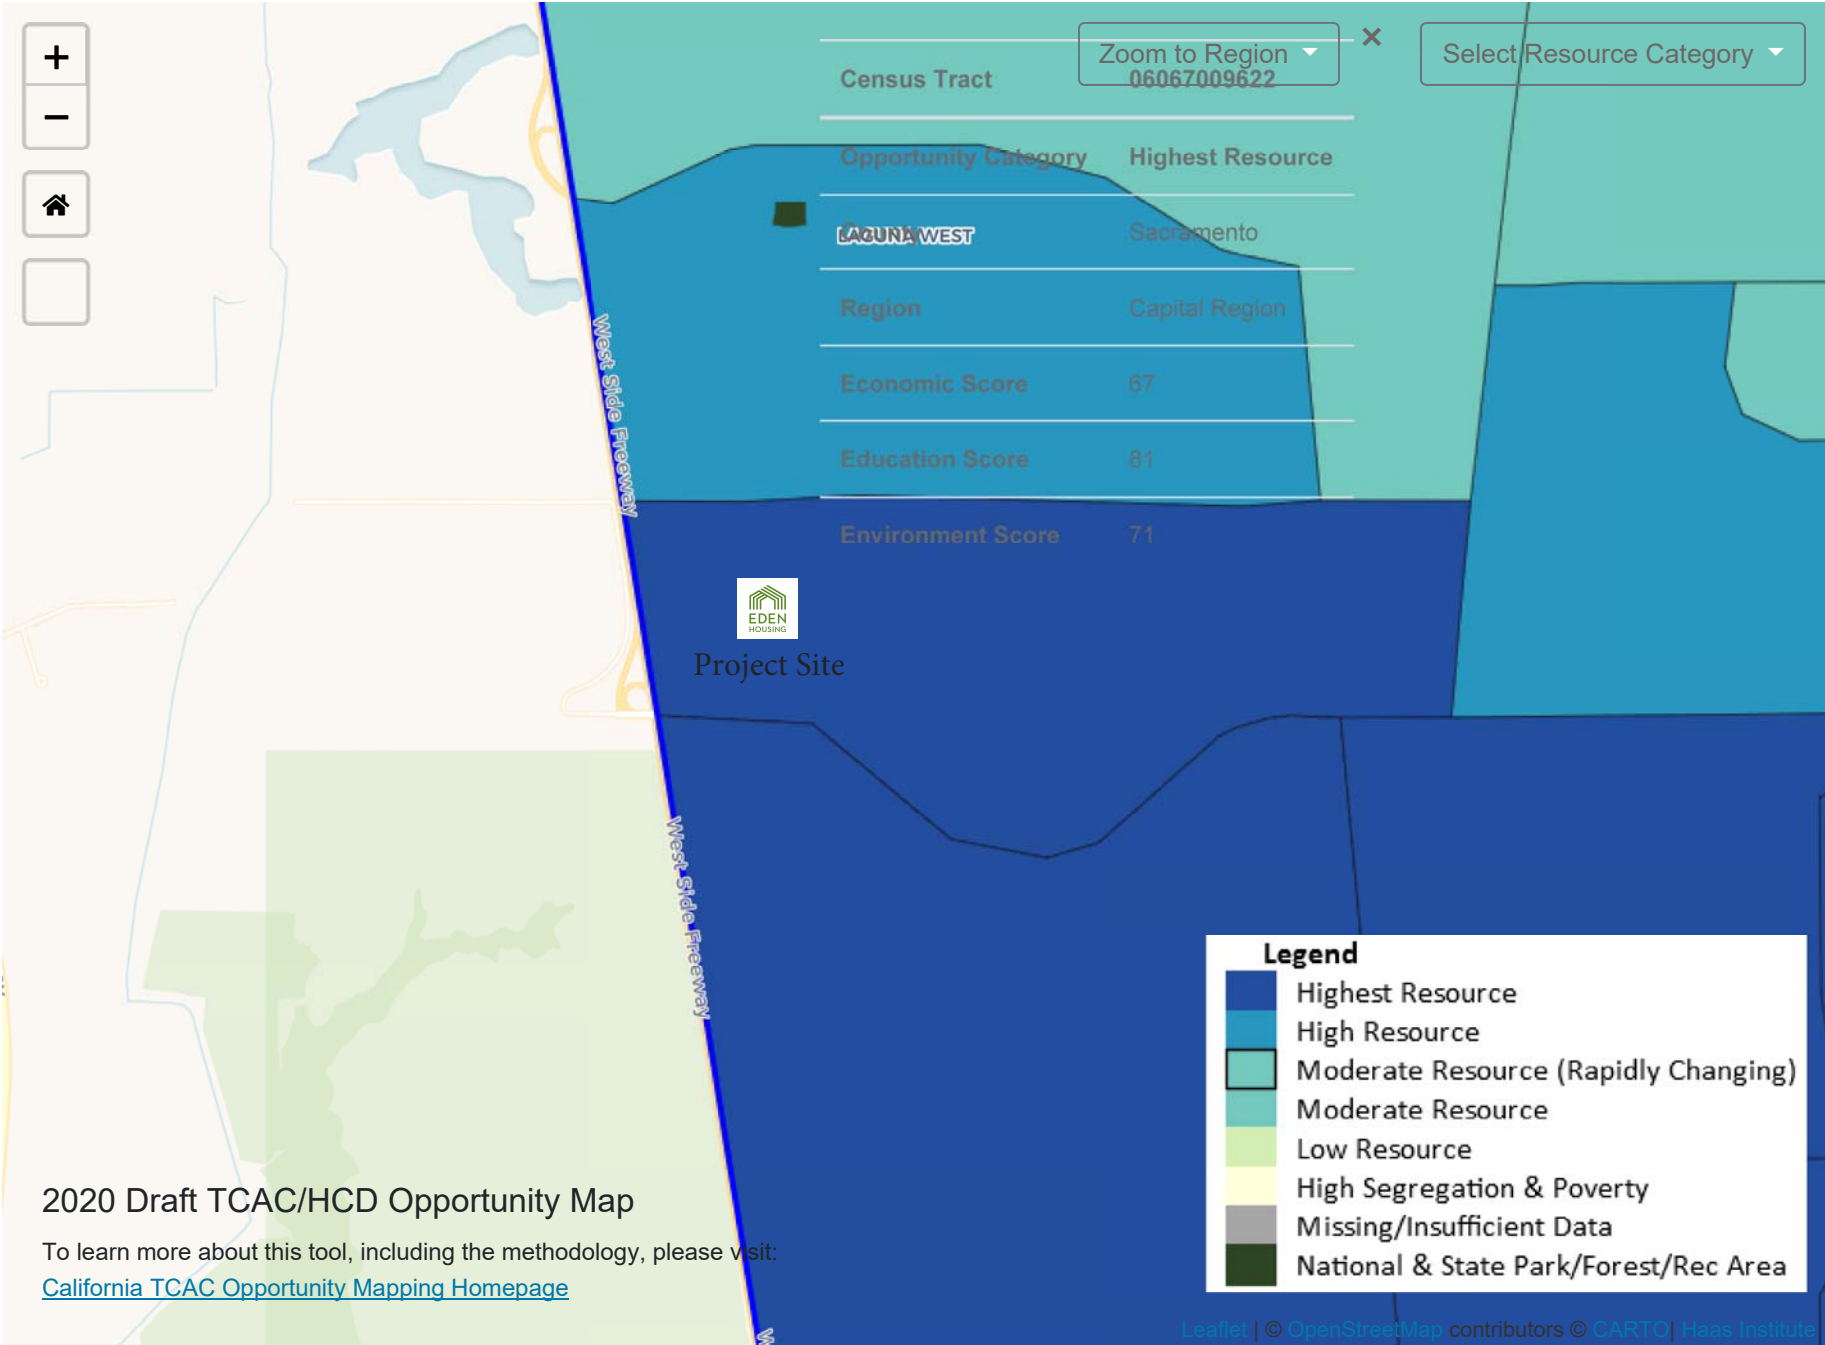 +
Zoom to Region
×
Select Resource Category
−
Census Tract 06067009622
Opportunity Category Highest Resource
County Sacramento
LAGUNA WEST
Region Capital Region
Economic Score 67
Education Score 81
Environment Score 71
West Side Freeway
EDEN
HOUSING
Project Site
West Side Freeway
Legend
Highest Resource
High Resource
Moderate Resource (Rapidly Changing)
Moderate Resource
Low Resource
High Segregation & Poverty
Missing/Insufficient Data
National & State Park/Forest/Rec Area
2020 Draft TCAC/HCD Opportunity Map
To learn more about this tool, including the methodology, please visit:
California TCAC Opportunity Mapping Homepage
W
Leaflet | © OpenStreetMap contributors © CARTO| Haas Institute